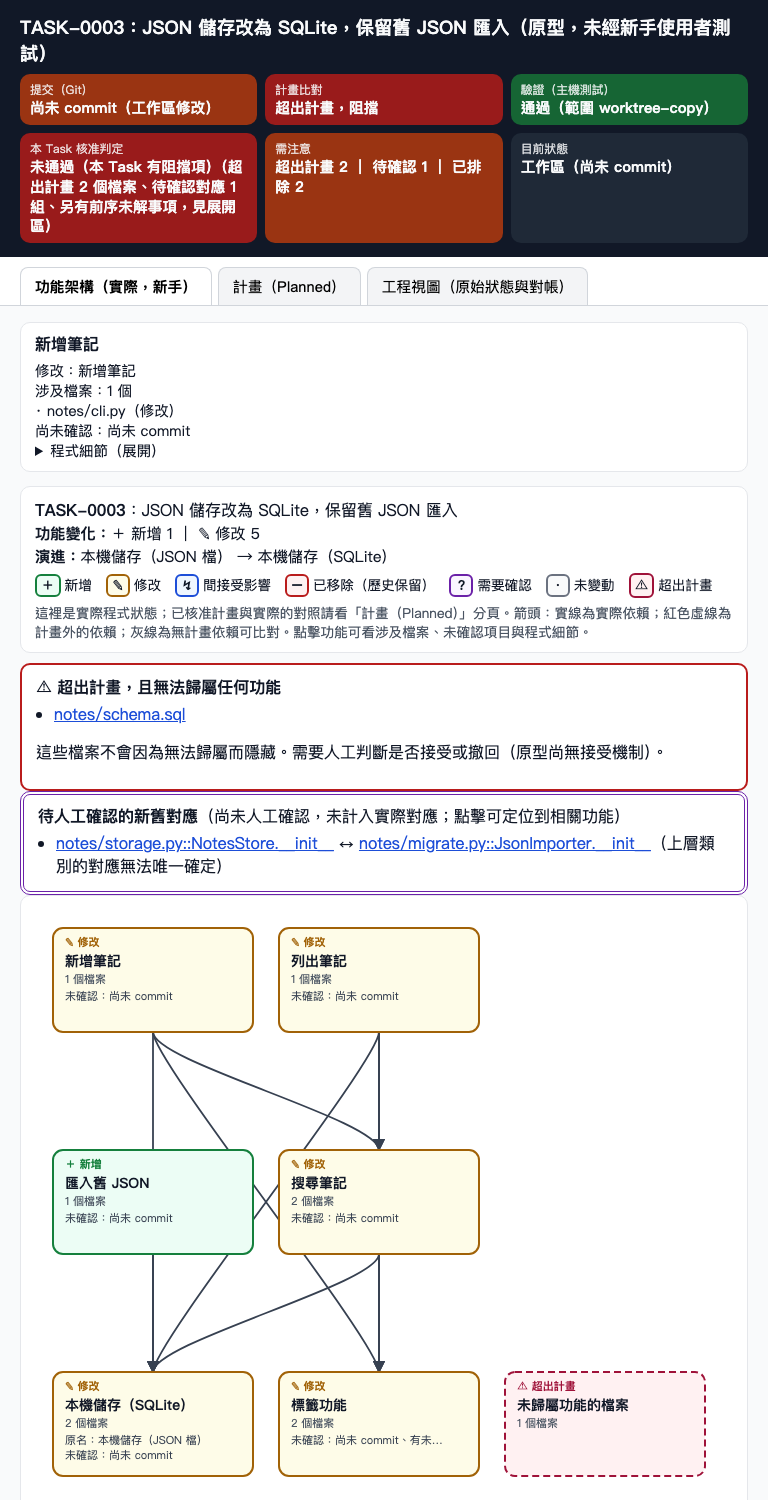 TASK-0003：JSON 儲存改為 SQLite，保留舊 JSON 匯入（原型，未經新手使用者測
試）
提交（Git）
尚未 commit（工作區修改）
計畫比對
超出計畫，阻擋
驗證（主機測試）
通過（範圍 worktree-copy）
本 Task 核准判定
未通過（本 Task 有阻擋項）（超
出計畫 2 個檔案、待確認對應 1
組、另有前序未解事項，見展開
區）
需注意
超出計畫 2 ｜ 待確認 1 ｜ 已排
除 2
目前狀態
工作區（尚未 commit）
功能架構（實際，新手）
計畫（Planned）
工程視圖（原始狀態與對帳）
新增筆記
修改：新增筆記
涉及檔案：1 個
· notes/cli.py（修改）
尚未確認：尚未 commit
▶ 程式細節（展開）
TASK-0003：JSON 儲存改為 SQLite，保留舊 JSON 匯入
功能變化：＋ 新增 1 ｜ ✎ 修改 5
演進：本機儲存（JSON 檔） → 本機儲存（SQLite）
＋ 新增 ✎ 修改 ↯ 間接受影響 − 已移除（歷史保留） ? 需要確認 · 未變動 ⚠ 超出計畫
這裡是實際程式狀態；已核准計畫與實際的對照請看「計畫（Planned）」分頁。箭頭：實線為實際依賴；紅色虛線為
計畫外的依賴；灰線為無計畫依賴可比對。點擊功能可看涉及檔案、未確認項目與程式細節。
⚠ 超出計畫，且無法歸屬任何功能
• notes/schema.sql
這些檔案不會因為無法歸屬而隱藏。需要人工判斷是否接受或撤回（原型尚無接受機制）。
待人工確認的新舊對應（尚未人工確認，未計入實際對應；點擊可定位到相關功能）
• notes/storage.py::NotesStore.__init__ ↔ notes/migrate.py::JsonImporter.__init__（上層類
別的對應無法唯一確定）
✎ 修改
新增筆記
1 個檔案
未確認：尚未 commit
✎ 修改
列出筆記
1 個檔案
未確認：尚未 commit
＋ 新增
匯入舊 JSON
1 個檔案
未確認：尚未 commit
✎ 修改
搜尋筆記
2 個檔案
未確認：尚未 commit
✎ 修改
本機儲存（SQLite）
2 個檔案
原名：本機儲存（JSON 檔）
未確認：尚未 commit
✎ 修改
標籤功能
2 個檔案
未確認：尚未 commit、有未…
⚠ 超出計畫
未歸屬功能的檔案
1 個檔案